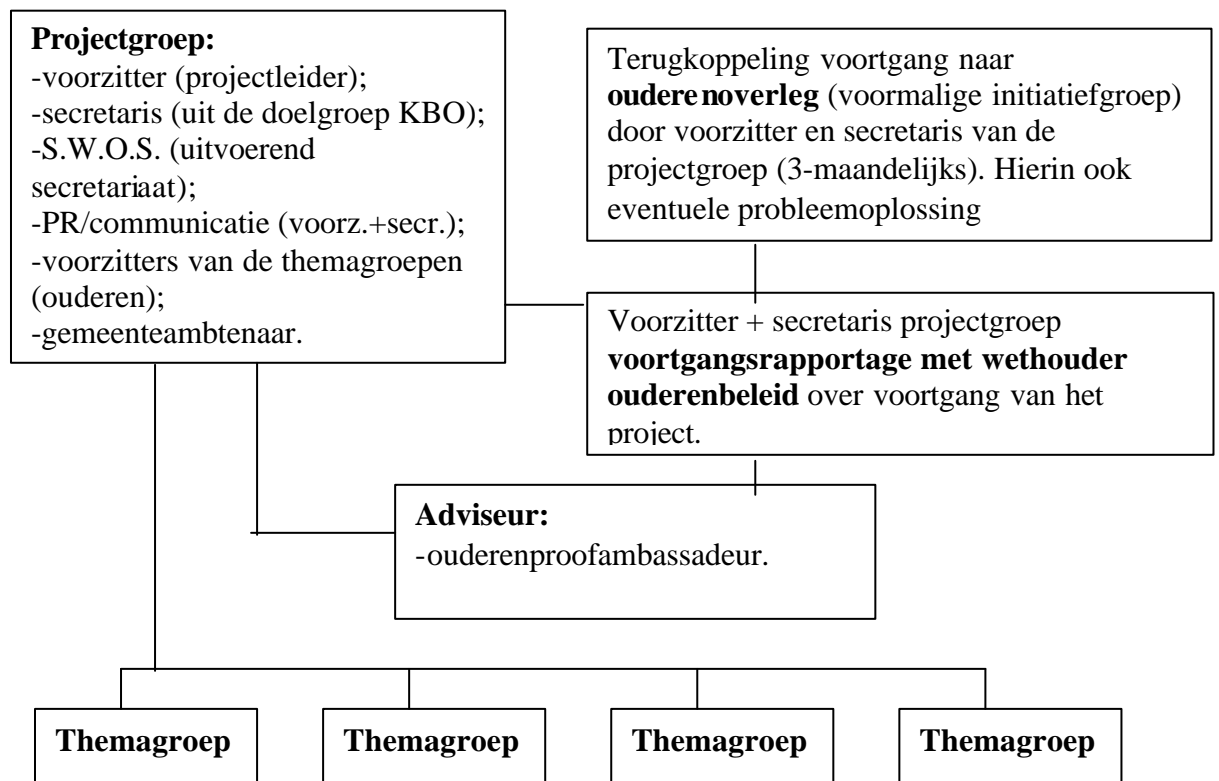 Projectgroep:
-voorzitter (projectleider);
-secretaris (uit de doelgroep KBO);
-S.W.O.S. (uitvoerend
secretariaat);
-PR/communicatie (voorz.+secr.);
-voorzitters van de themagroepen
(ouderen);
-gemeenteambtenaar.
Terugkoppeling voortgang naar
ouderenoverleg (voormalige initiatiefgroep)
door voorzitter en secretaris van de
projectgroep (3-maandelijks). Hierin ook
eventuele probleemoplossing
Voorzitter + secretaris projectgroep
voortgangsrapportage met wethouder
ouderenbeleid over voortgang van het
project.
Adviseur:
-ouderenproofambassadeur.
Themagroep
Themagroep
Themagroep
Themagroep